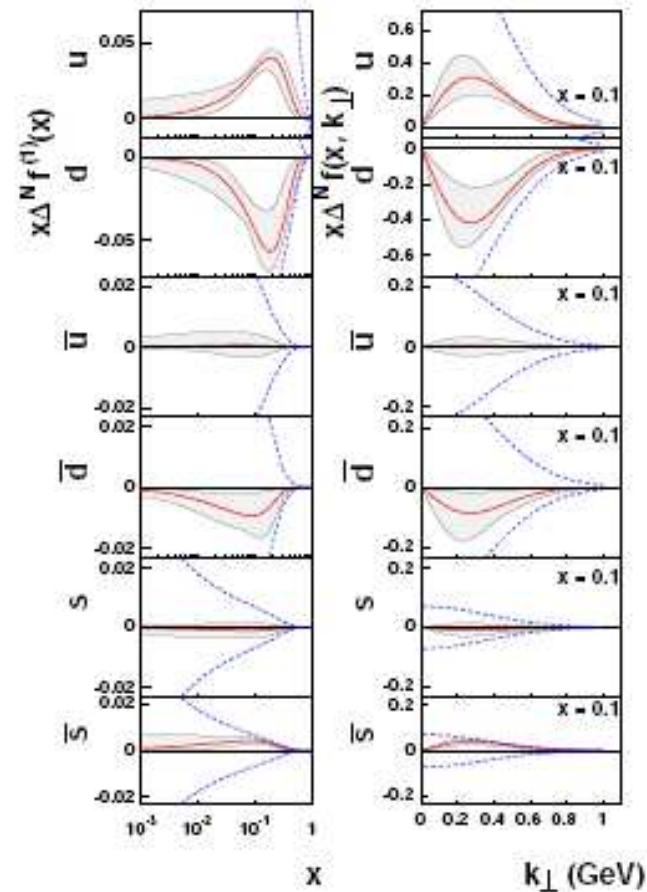 xΔᴺ f⁽¹⁾(x)
xΔᴺ f(x, k⊥)
u
0.05
0
u
0.6
0.4
0.2
0
x = 0.1
d
0
-0.05
d
0
-0.2
-0.4
-0.6
x = 0.1
u̅
0.02
0
-0.02
u̅
0.2
0
-0.2
x = 0.1
d̅
0.02
0
-0.02
d̅
0.2
0
-0.2
x = 0.1
s
0.02
0
-0.02
s
0.2
0
-0.2
x = 0.1
s̅
0.02
0
-0.02
s̅
0.2
0
-0.2
x = 0.1
10⁻³ 10⁻² 10⁻¹ 1
0 0.2 0.4 0.6 0.8 1
x
k⊥ (GeV)